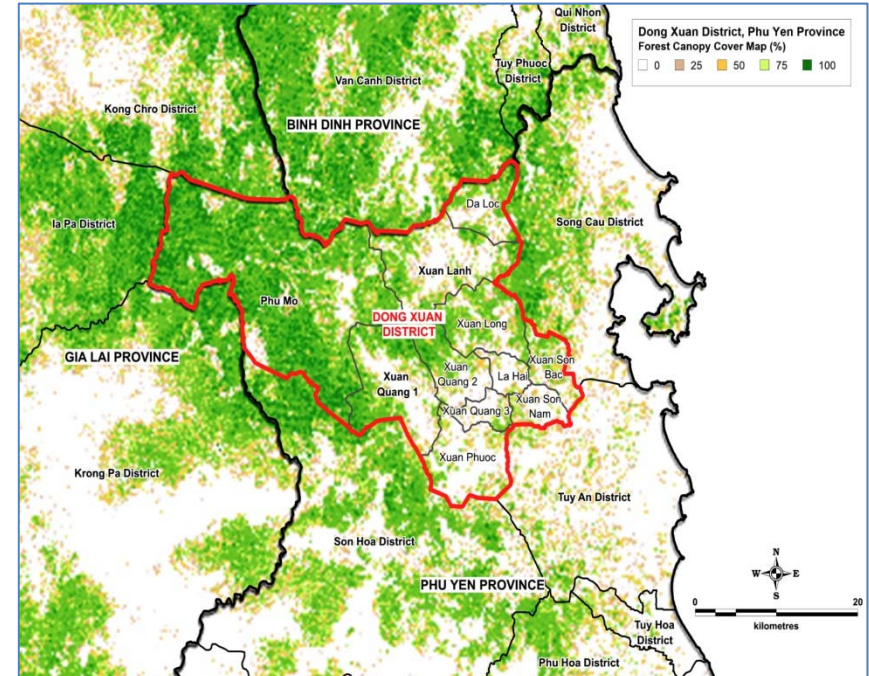 Dong Xuan District, Phu Yen Province
Forest Canopy Cover Map (%)
0 25 50 75 100
Qui Nhon
District
Tuy Phuoc
District
Van Canh District
Kong Chro District
BINH DINH PROVINCE
Da Loc
Ia Pa District
Song Cau District
Xuan Lanh
Phu Mo
DONG XUAN
DISTRICT
Xuan Long
GIA LAI PROVINCE
Xuan Son
Bac
Xuan
Quang 2
La Hai
Xuan
Quang 1
Xuan Son
Nam
Xuan Quang 3
Xuan Phuoc
Krong Pa District
Tuy An District
Son Hoa District
PHU YEN PROVINCE
N
W E
S
0 20
kilometres
Tuy Hoa
District
Phu Hoa District